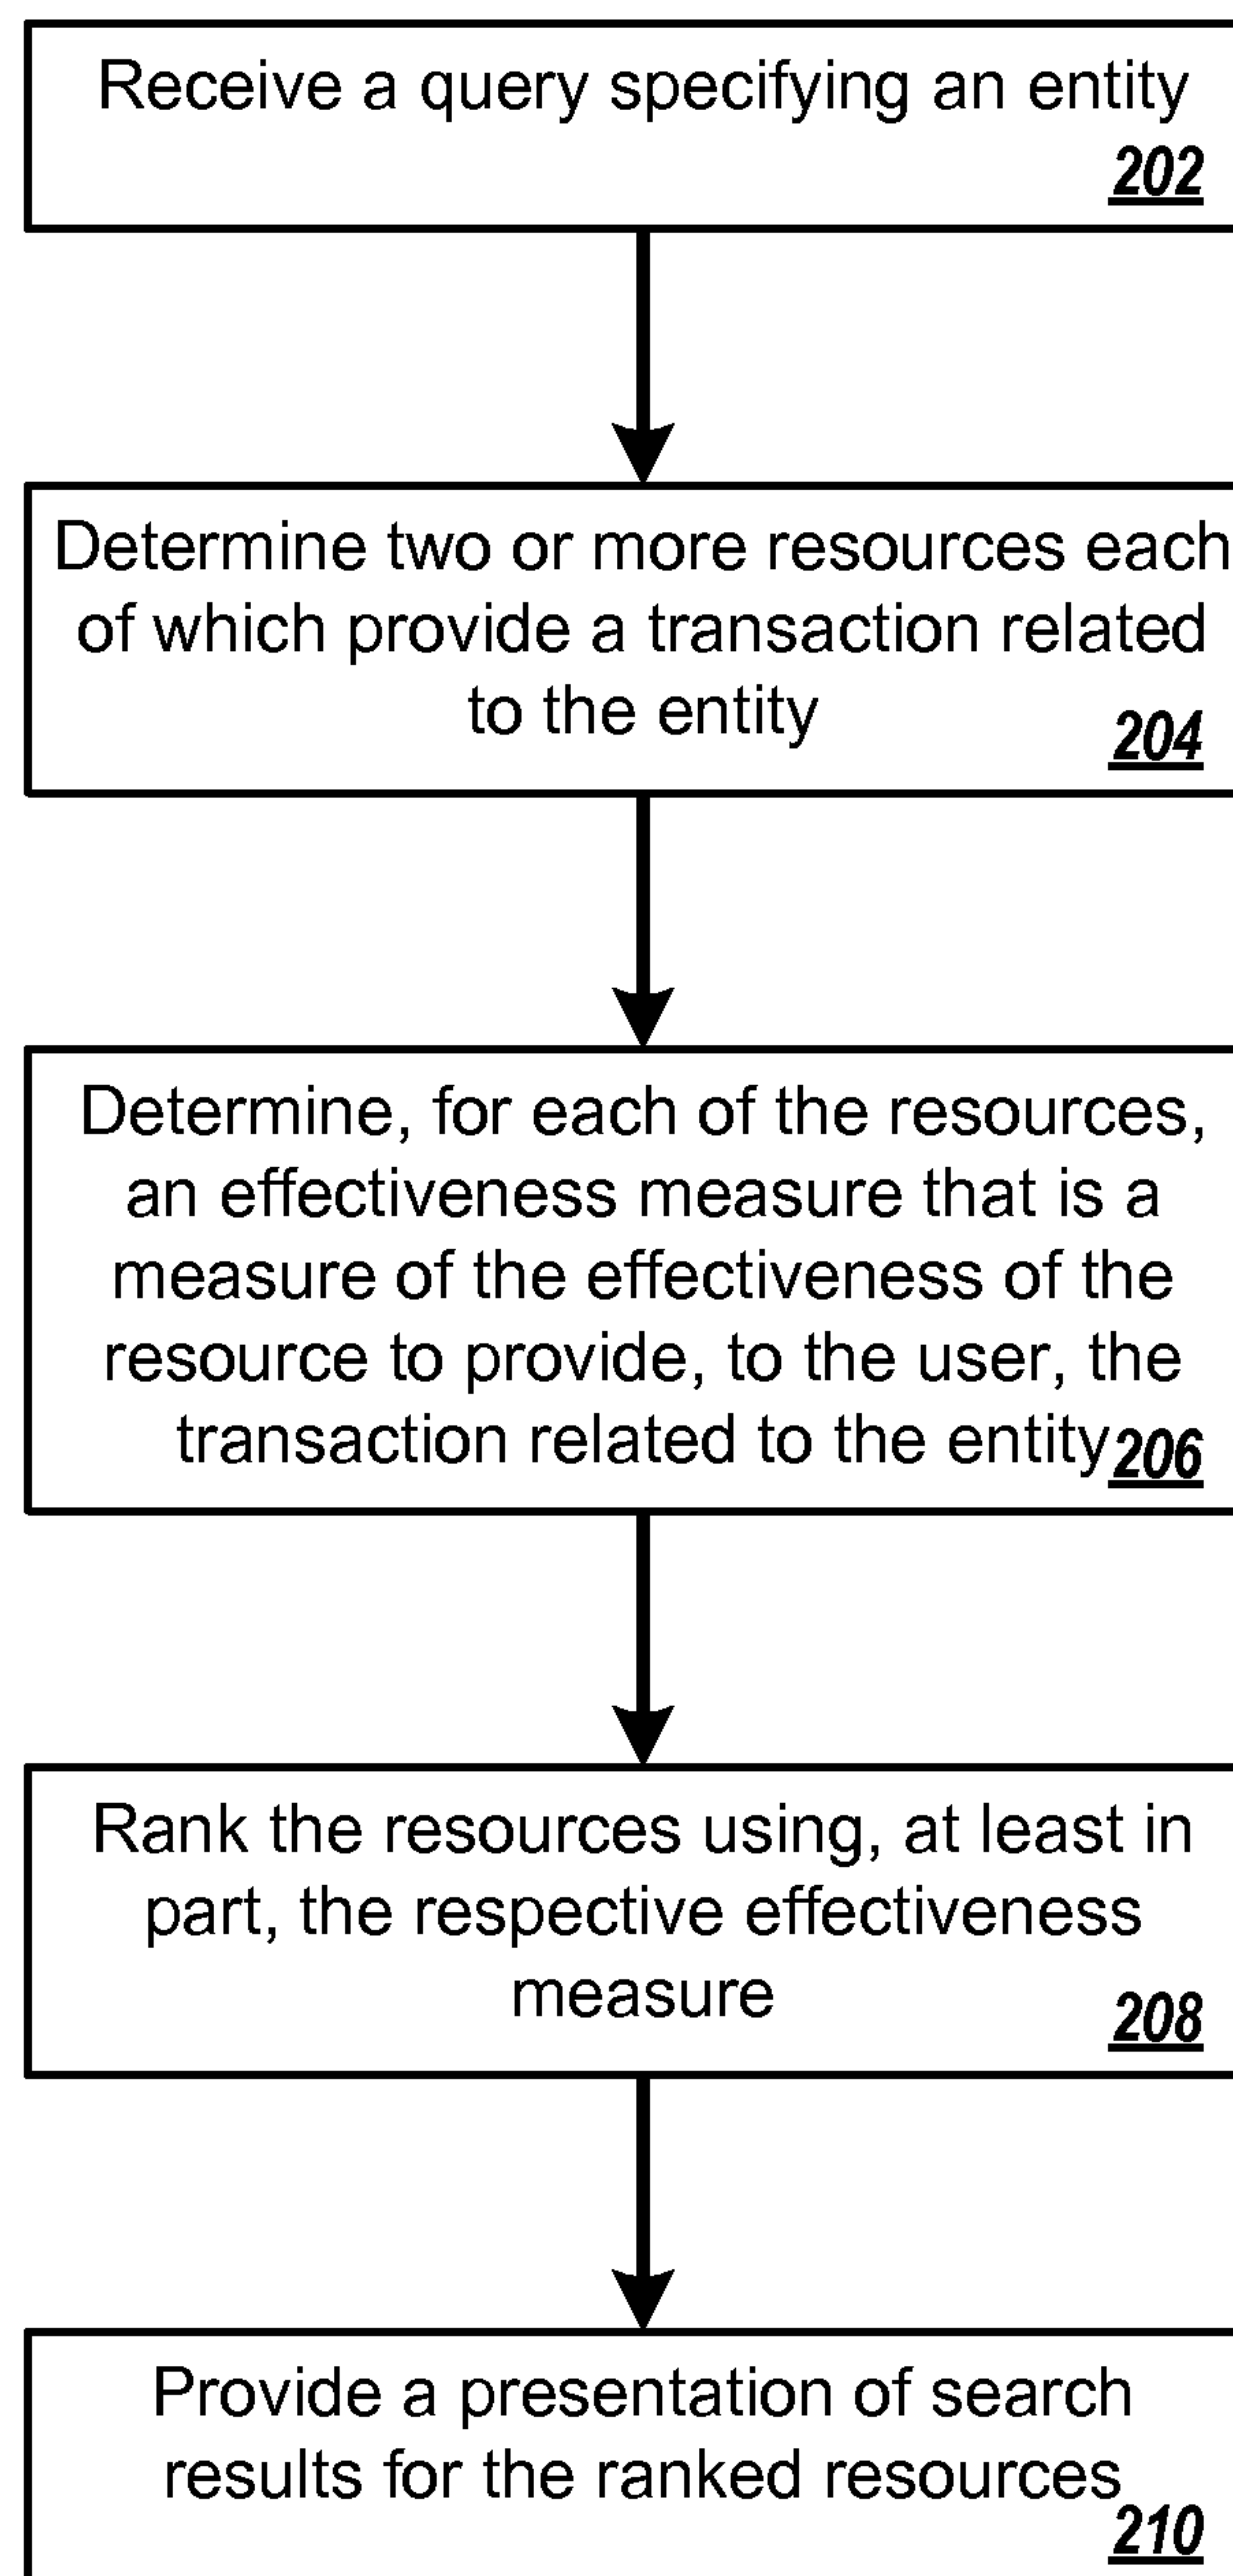 Receive a query specifying an entity
202
Determine two or more resources each
of which provide a transaction related
to the entity
204
Determine, for each of the resources,
an effectiveness measure that is a
measure of the effectiveness of the
resource to provide, to the user, the
transaction related to the entity
206
Rank the resources using, at least in
part, the respective effectiveness
measure
208
Provide a presentation of search
results for the ranked resources
210